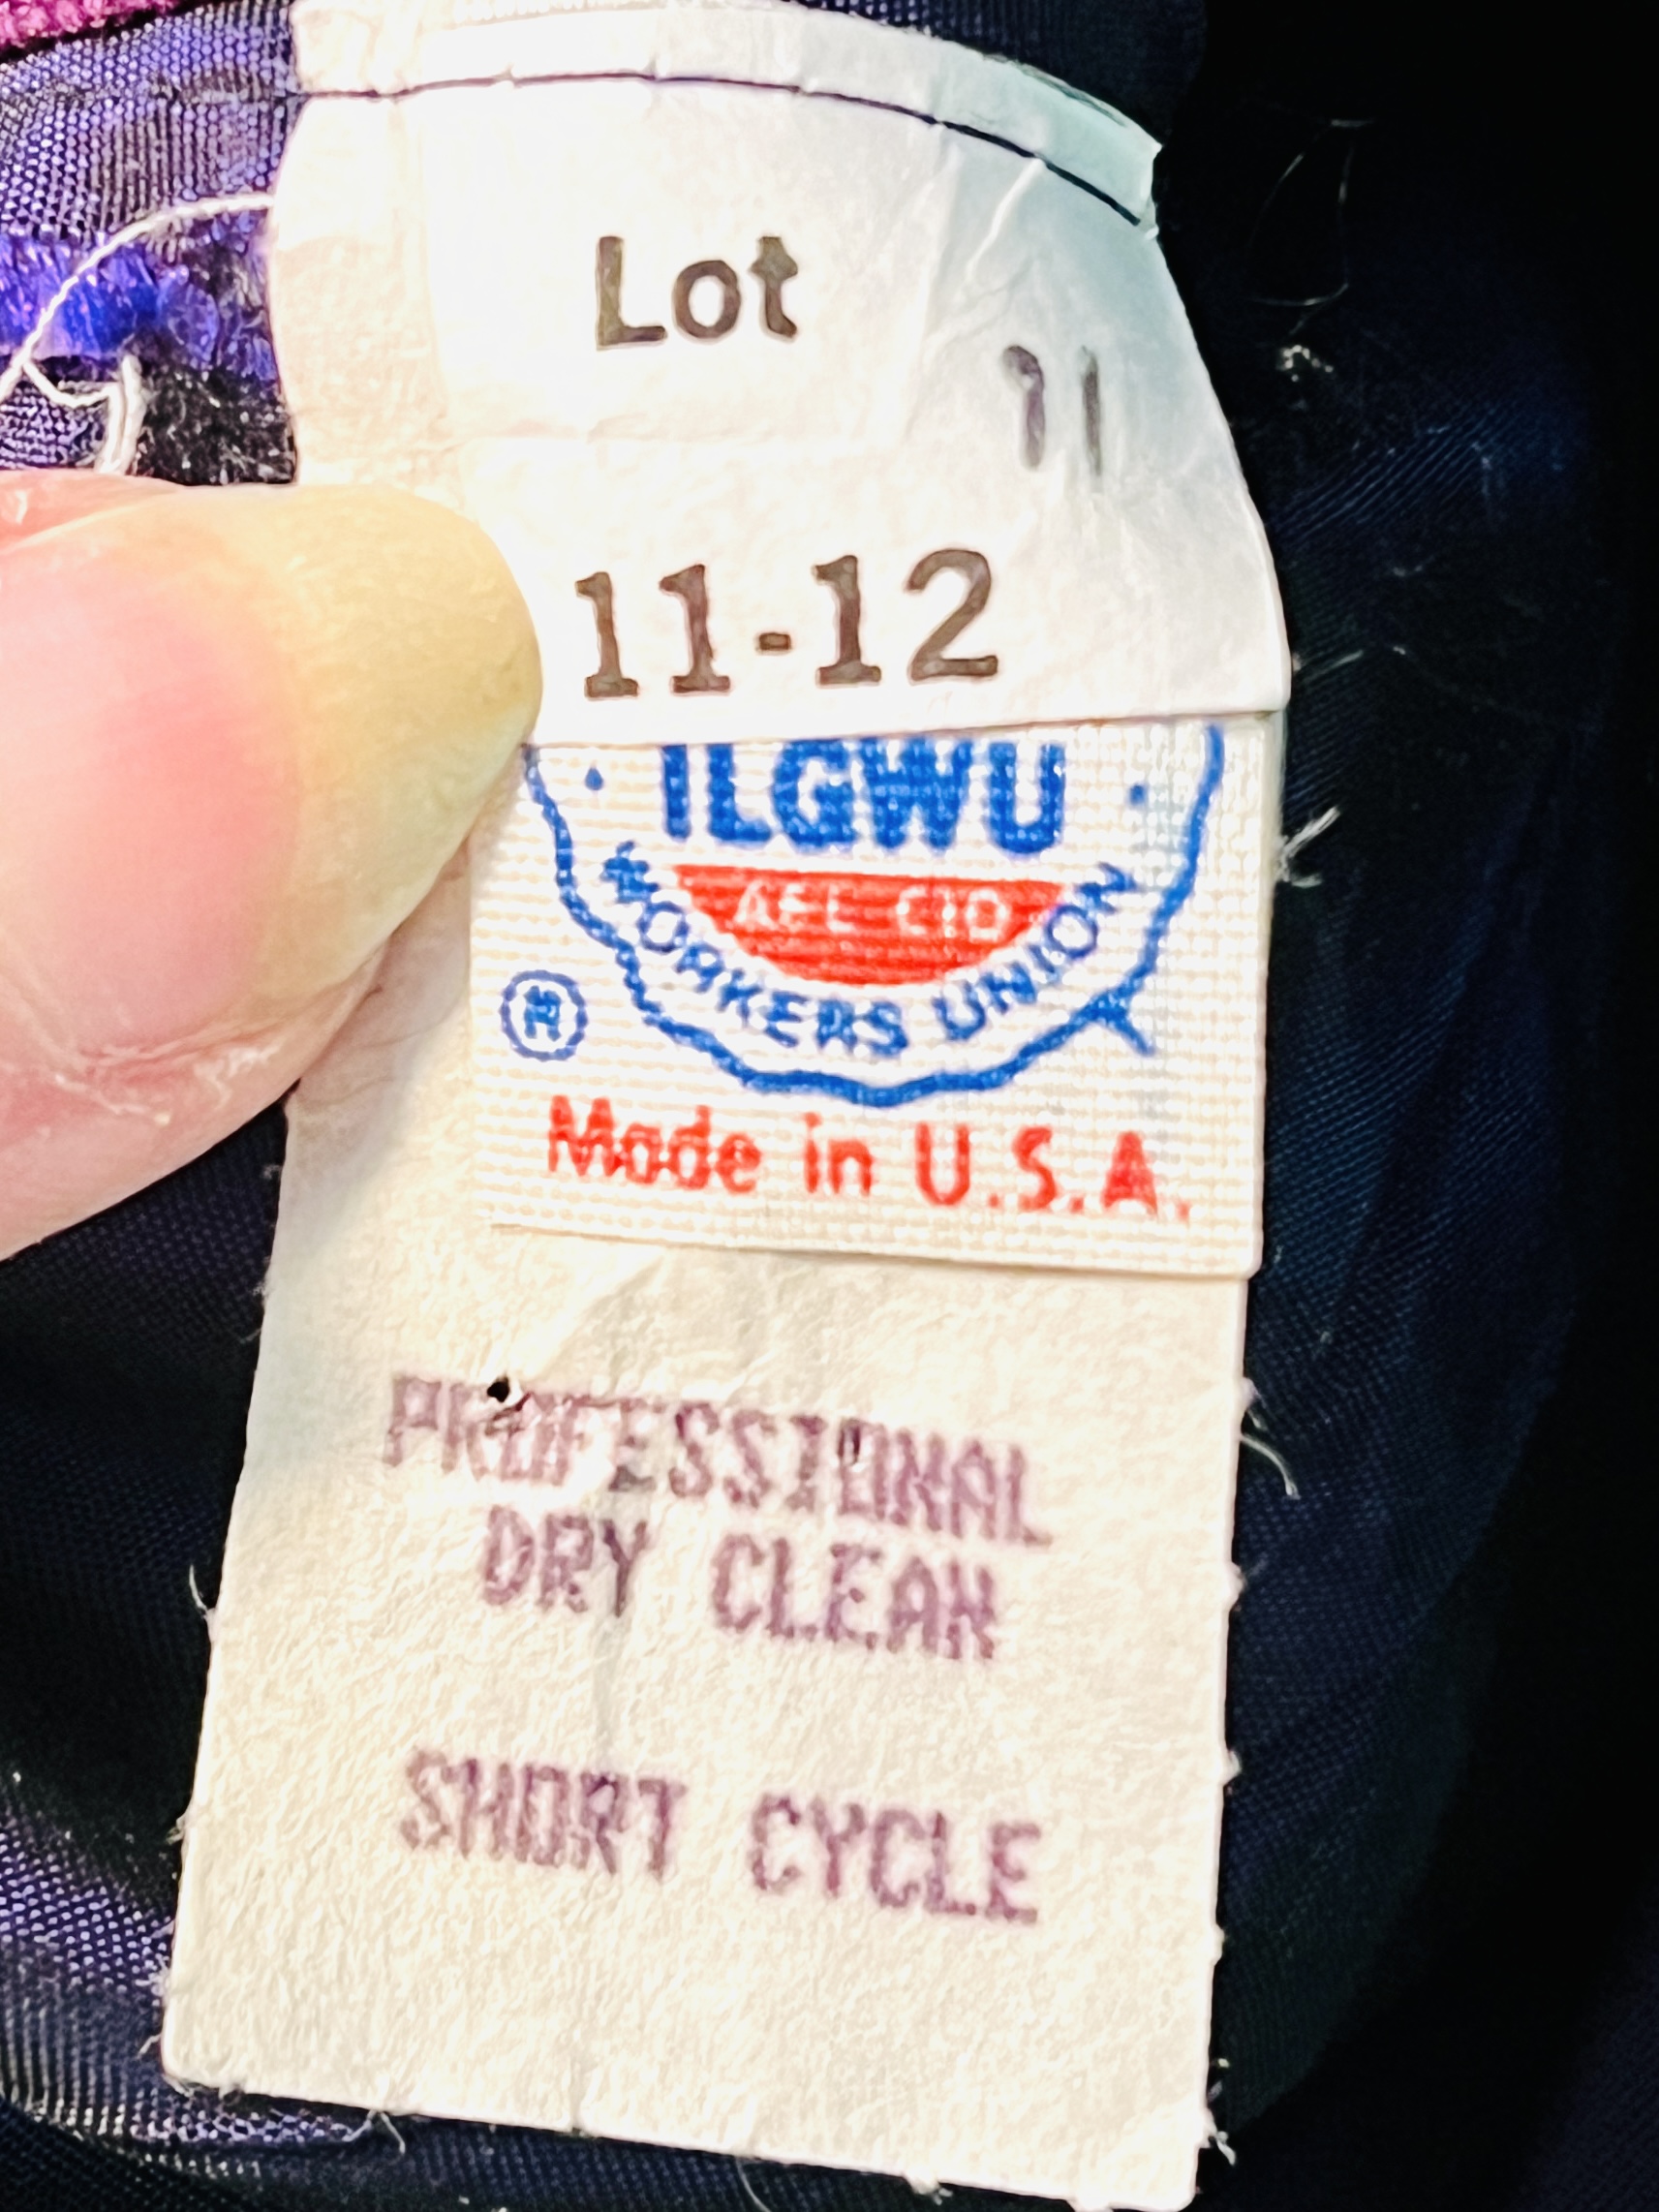 Lot
11
11-12
ILGWU
AFL CIO
WORKERS UNION
®
Made in U.S.A.
PROFESSIONAL
DRY CLEAN
SHORT CYCLE